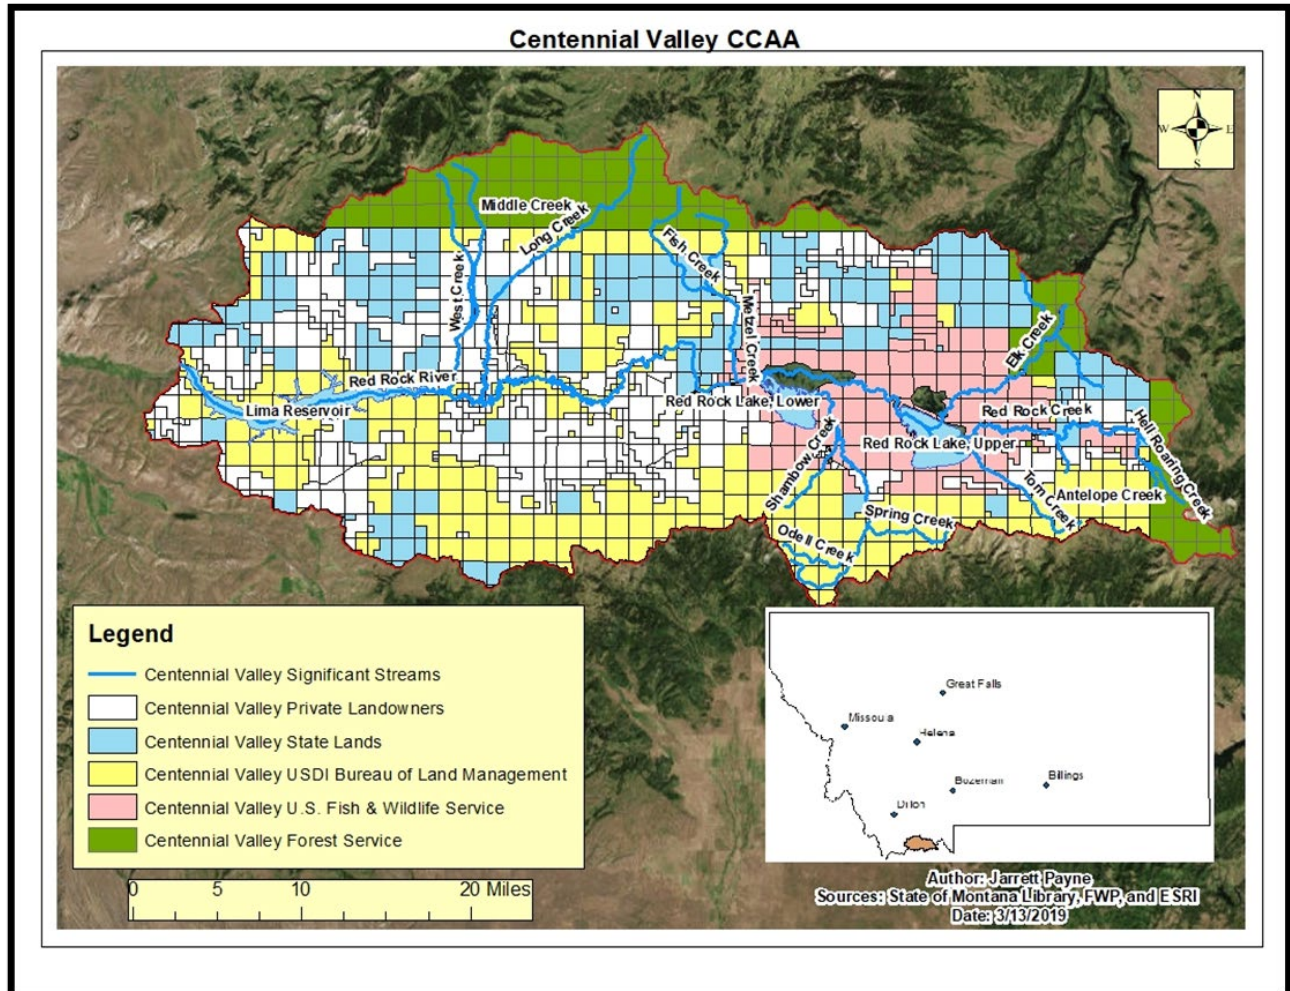 Centennial Valley CCAA
N
W E
S
Middle Creek
Long Creek
Fish Creek
West Creek
Metzel Creek
Elk Creek
Red Rock River
Lima Reservoir
Red Rock Lake, Lower
Red Rock Creek
Hell Roaring Creek
Red Rock Lake, Upper
Shambow Creek
Tom Creek
Antelope Creek
Spring Creek
Odell Creek
Legend
Centennial Valley Significant Streams
Centennial Valley Private Landowners
Centennial Valley State Lands
Centennial Valley USDI Bureau of Land Management
Centennial Valley U.S. Fish & Wildlife Service
Centennial Valley Forest Service
0 5 10 20 Miles
Great Falls
Missoula
Helena
Bozeman
Billings
Dillon
Author: Jarrett Payne
Sources: State of Montana Library, FWP, and ESRI
Date: 3/13/2019